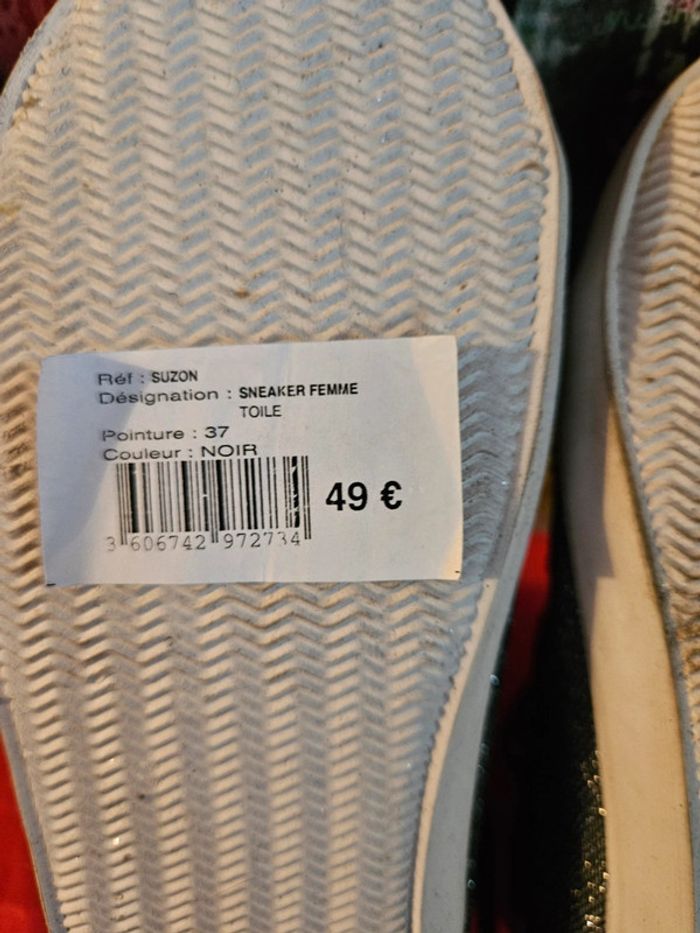 Réf : SUZON
Désignation : SNEAKER FEMME
TOILE
Pointure : 37
Couleur : NOIR
49 €
3 606742 972734